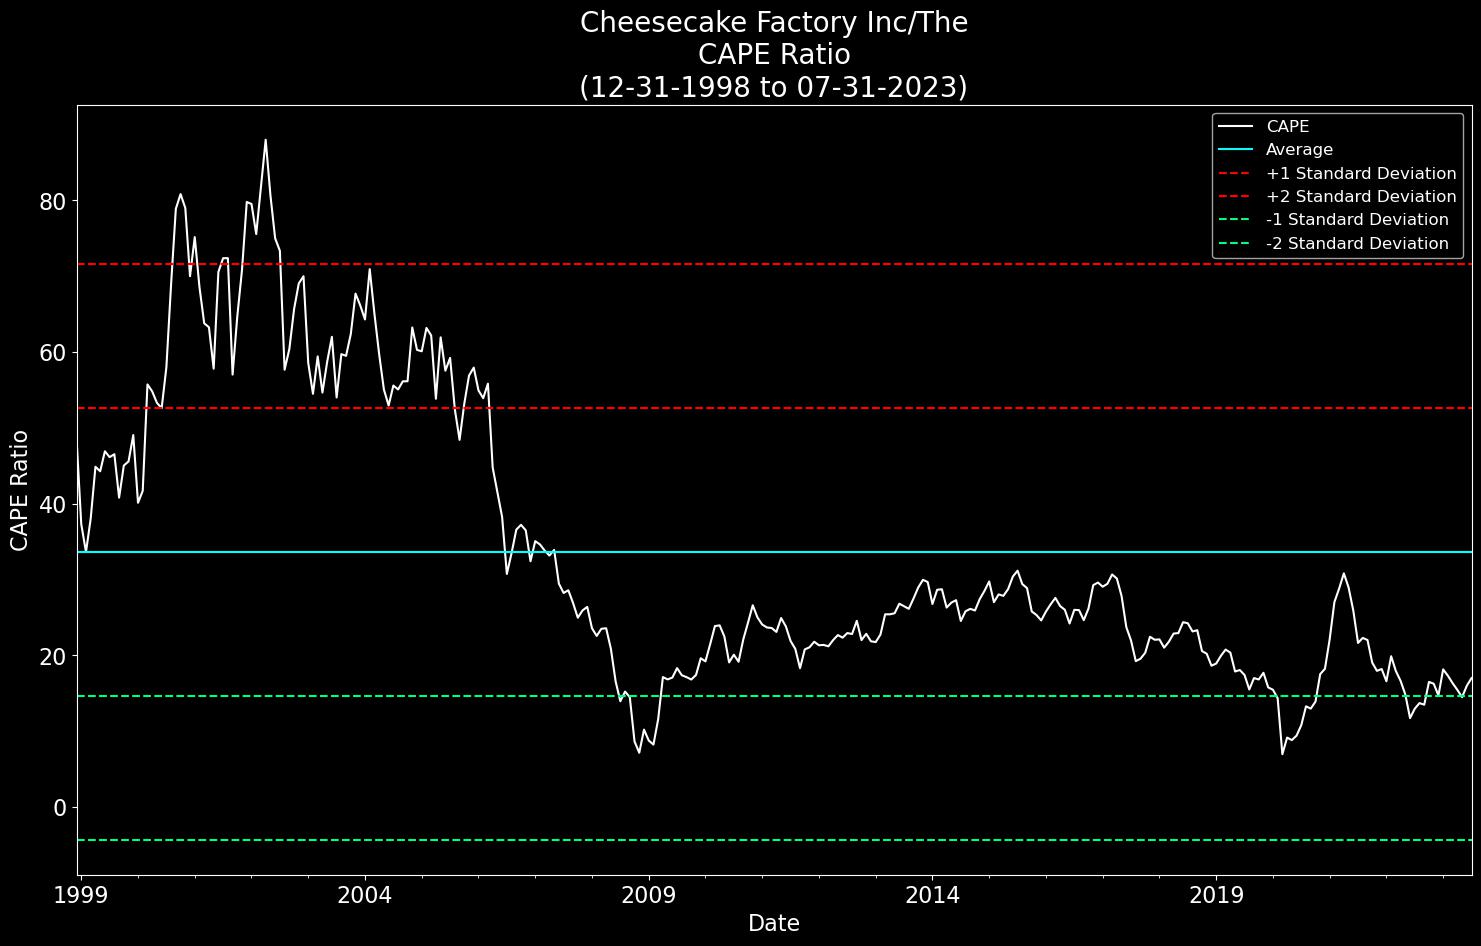 Cheesecake Factory Inc/The
CAPE Ratio
(12-31-1998 to 07-31-2023)
CAPE
Average
+1 Standard Deviation
+2 Standard Deviation
-1 Standard Deviation
-2 Standard Deviation
80
60
40
20
0
CAPE Ratio
1999 2004 2009 2014 2019
Date